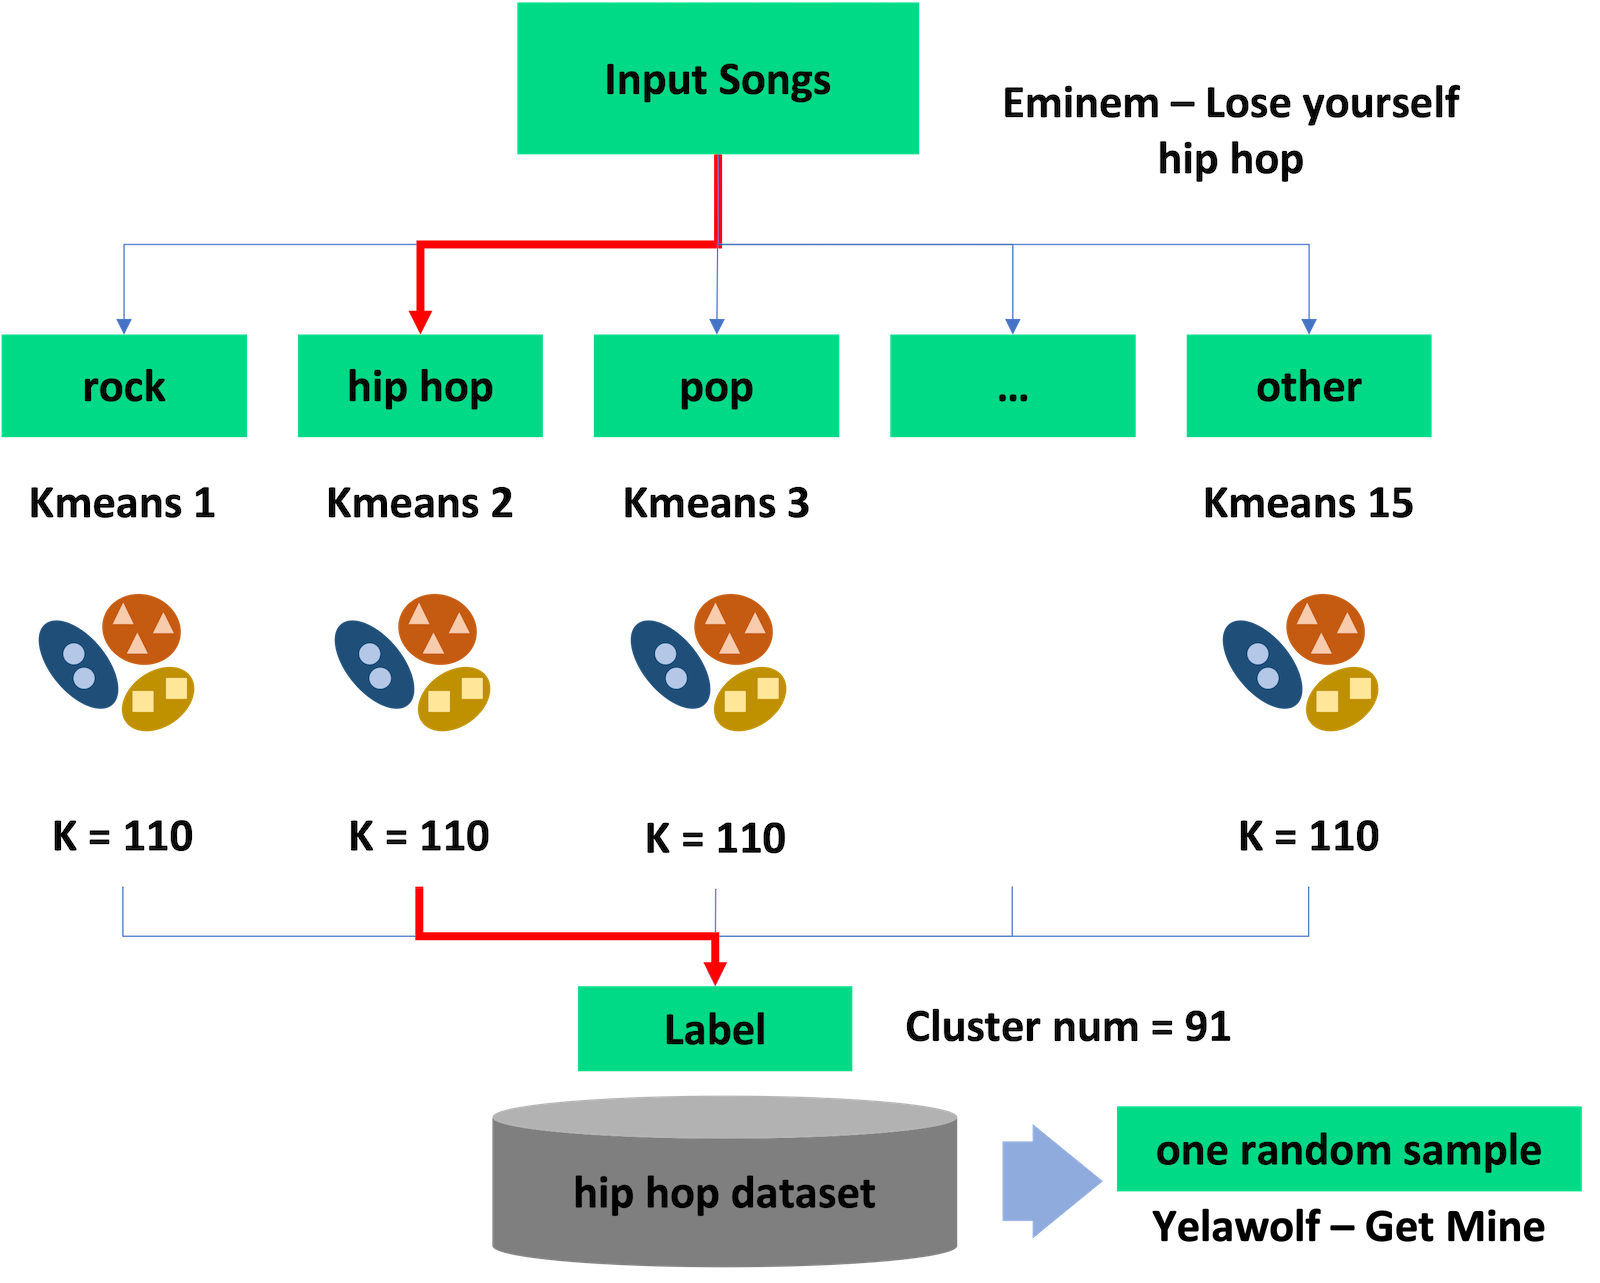 Input Songs
Eminem – Lose yourself
hip hop
rock
hip hop
pop
...
other
Kmeans 1
Kmeans 2
Kmeans 3
Kmeans 15
K = 110
K = 110
K = 110
K = 110
Label
Cluster num = 91
hip hop dataset
one random sample
Yelawolf – Get Mine